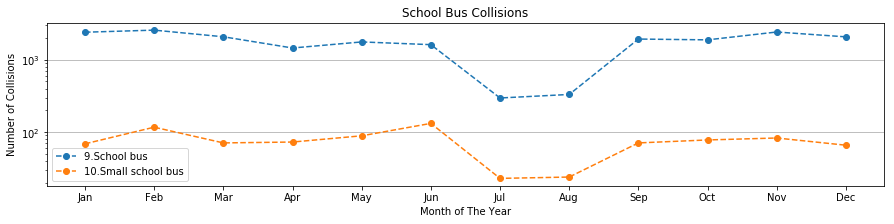 School Bus Collisions
Number of Collisions
10³
10²
9.School bus
10.Small school bus
Jan Feb Mar Apr May Jun Jul Aug Sep Oct Nov Dec
Month of The Year